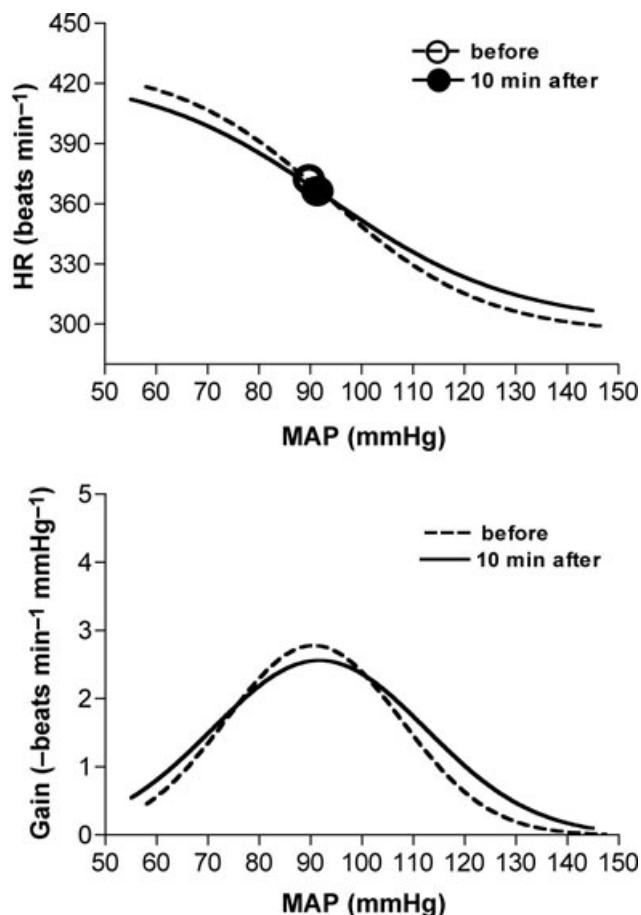 450
420
390
360
330
300
HR (beats min⁻¹)
before
10 min after
50 60 70 80 90 100 110 120 130 140 150
MAP (mmHg)
5
4
3
2
1
0
Gain (–beats min⁻¹ mmHg⁻¹)
before
10 min after
50 60 70 80 90 100 110 120 130 140 150
MAP (mmHg)